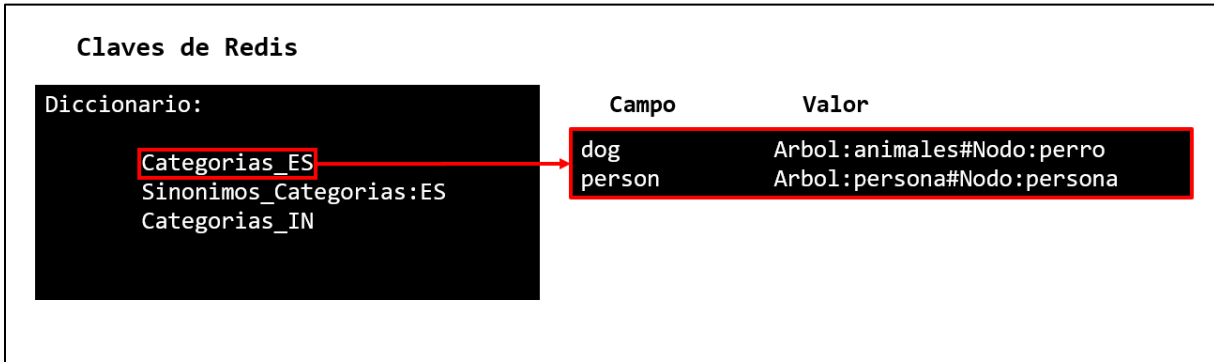 Claves de Redis
Diccionario:
Categorias_ES
Sinonimos_Categorias:ES
Categorias_IN
Campo Valor
dog Arbol:animales#Nodo:perro
person Arbol:persona#Nodo:persona